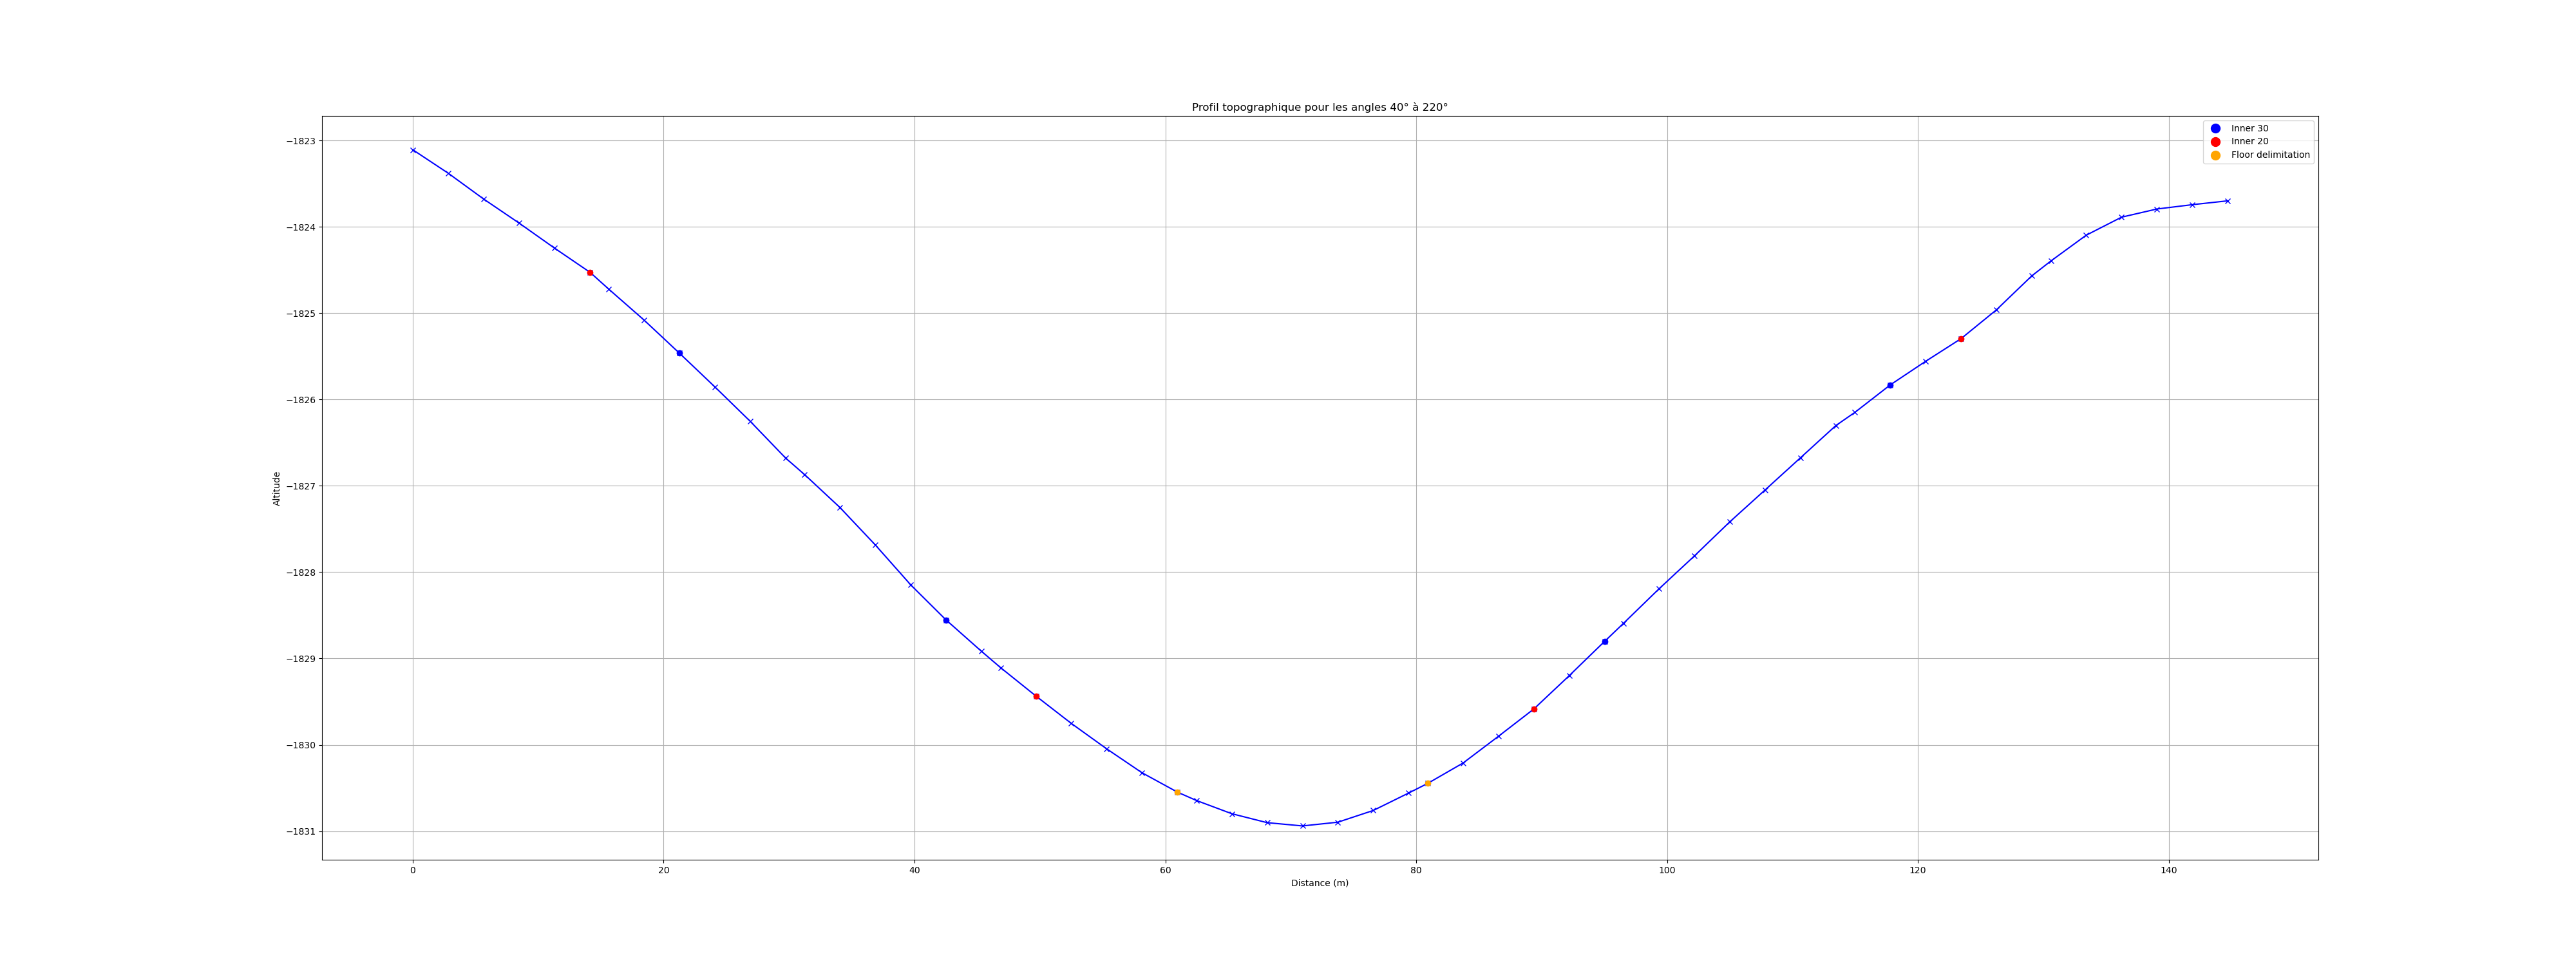 Profil topographique pour les angles 40° à 220°
Inner 30
Inner 20
Floor delimitation
Altitude
−1823
−1824
−1825
−1826
−1827
−1828
−1829
−1830
−1831
0 20 40 60 80 100 120 140
Distance (m)